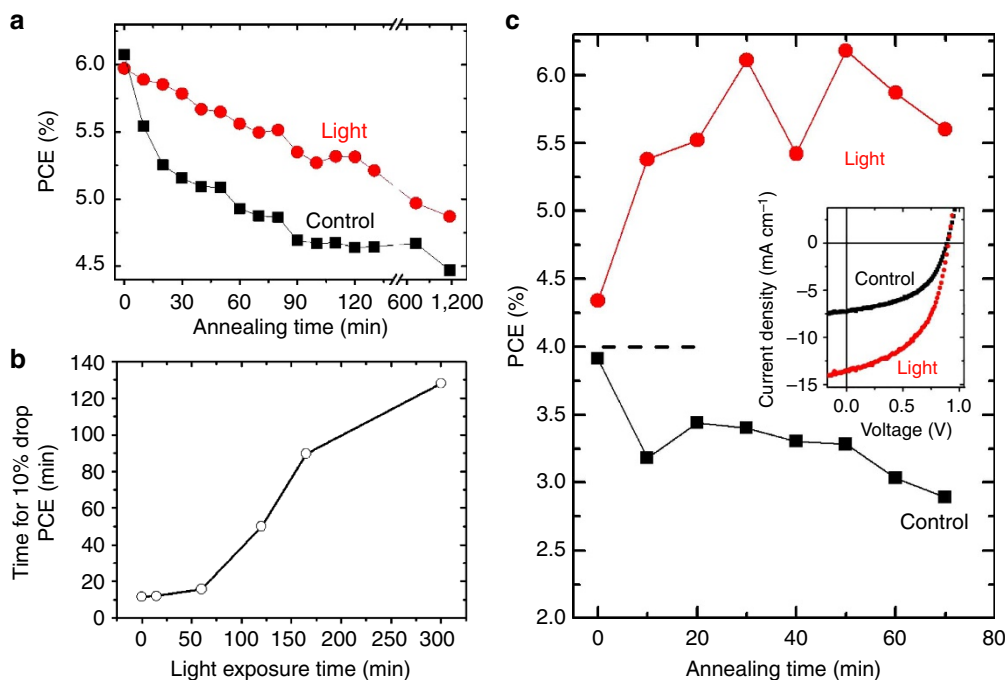 a
6.0
5.5
5.0
4.5
PCE (%)
Light
Control
0 30 60 90 120 600 1,200
Annealing time (min)
b
140
120
100
80
60
40
20
0
Time for 10% drop
PCE (min)
0 50 100 150 200 250 300
Light exposure time (min)
c
6.5
6.0
5.5
5.0
4.5
4.0
3.5
3.0
2.5
2.0
PCE (%)
Light
Control
0 20 40 60 80
Annealing time (min)
0
−5
−10
−15
Current density (mA cm⁻¹)
Control
Light
0.0 0.5 1.0
Voltage (V)